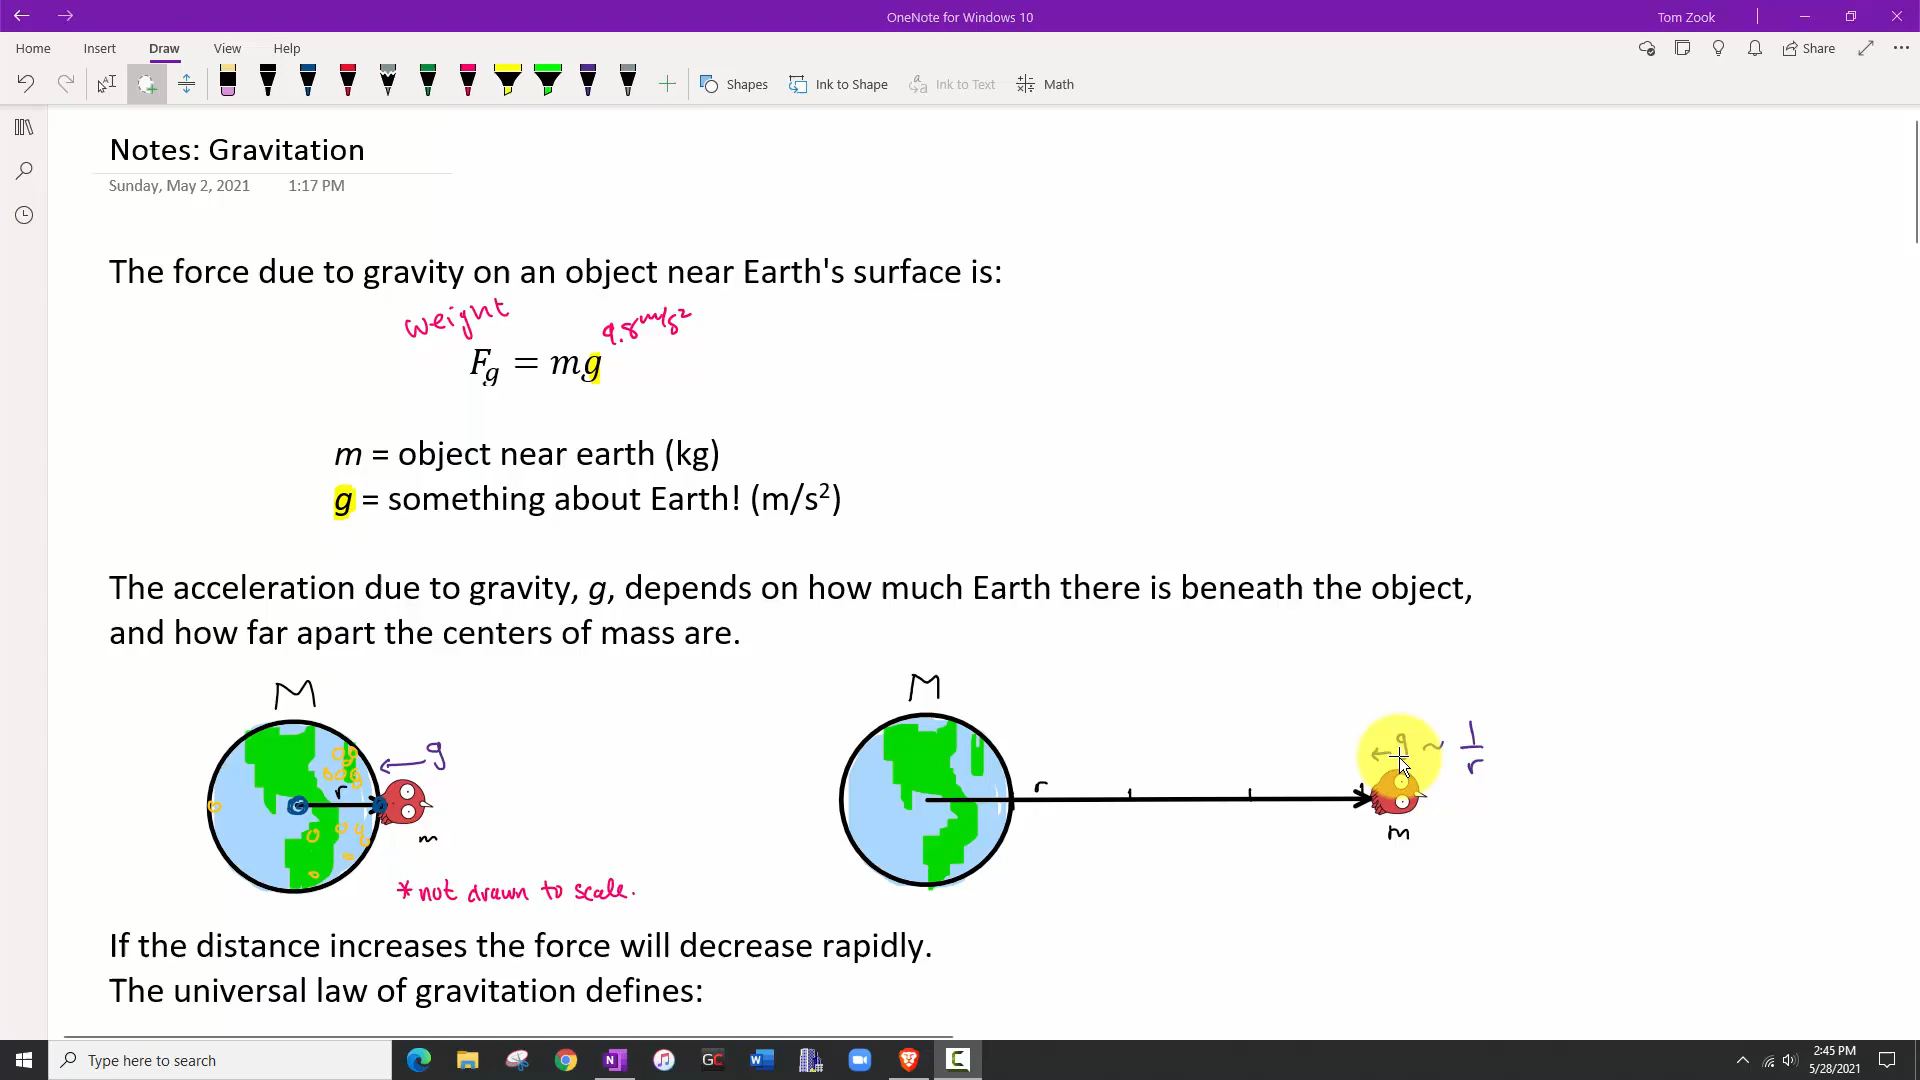 OneNote for Windows 10
Tom Zook
Home Insert Draw View Help
Share
Shapes Ink to Shape Ink to Text Math
Notes: Gravitation
Sunday, May 2, 2021 1:17 PM
The force due to gravity on an object near Earth's surface is:
weight
9.8 m/s²
F_g = mg
m = object near earth (kg)
g = something about Earth! (m/s²)
The acceleration due to gravity, g, depends on how much Earth there is beneath the object,
and how far apart the centers of mass are.
M
g
r
m
*not drawn to scale.
M
r
← g ~ 1/r
m
If the distance increases the force will decrease rapidly.
The universal law of gravitation defines:
Type here to search
N
GC
W
C
2:45 PM
5/28/2021